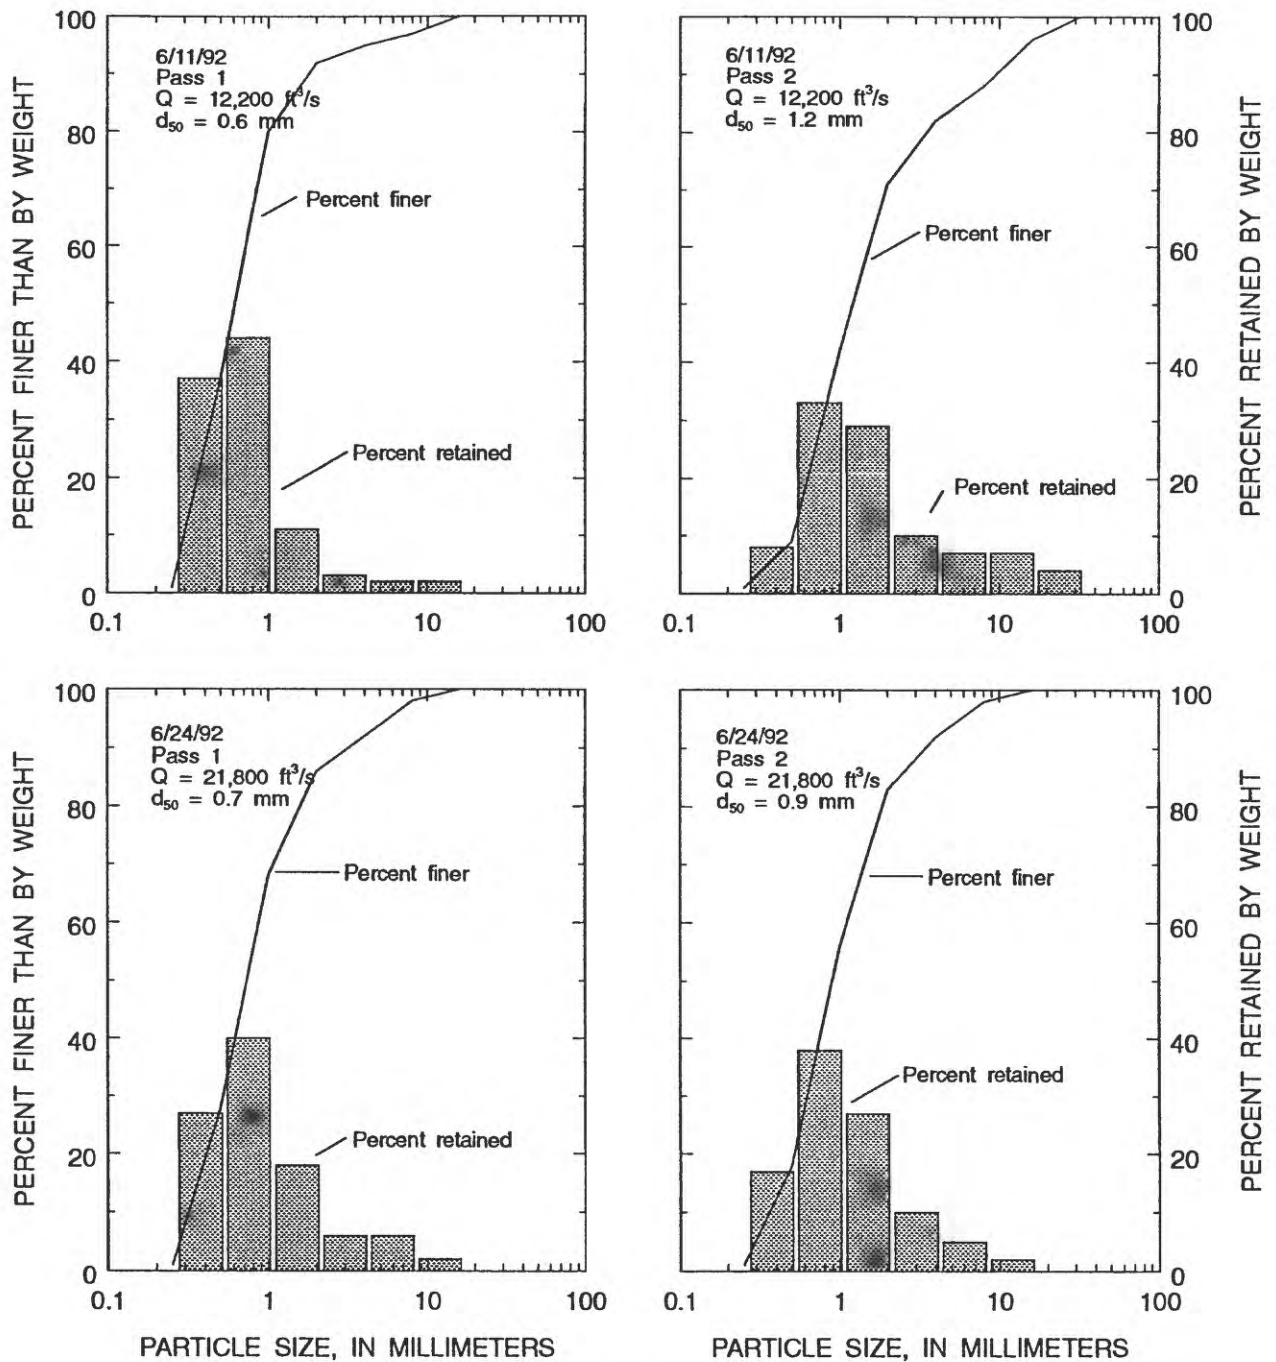 PERCENT FINER THAN BY WEIGHT
100
80
60
40
20
0
6/11/92
Pass 1
Q = 12,200 ft³/s
d₅₀ = 0.6 mm
Percent finer
Percent retained
0.1
1
10
100
6/11/92
Pass 2
Q = 12,200 ft³/s
d₅₀ = 1.2 mm
Percent finer
Percent retained
0.1
1
10
100
100
80
60
40
20
0
PERCENT RETAINED BY WEIGHT
PERCENT FINER THAN BY WEIGHT
100
80
60
40
20
0
6/24/92
Pass 1
Q = 21,800 ft³/s
d₅₀ = 0.7 mm
Percent finer
Percent retained
0.1
1
10
100
PARTICLE SIZE, IN MILLIMETERS
6/24/92
Pass 2
Q = 21,800 ft³/s
d₅₀ = 0.9 mm
Percent finer
Percent retained
0.1
1
10
100
PARTICLE SIZE, IN MILLIMETERS
100
80
60
40
20
0
PERCENT RETAINED BY WEIGHT